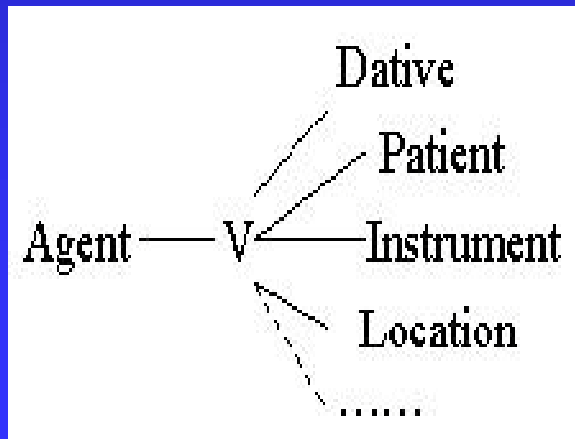 Dative
Patient
Agent V Instrument
Location
......